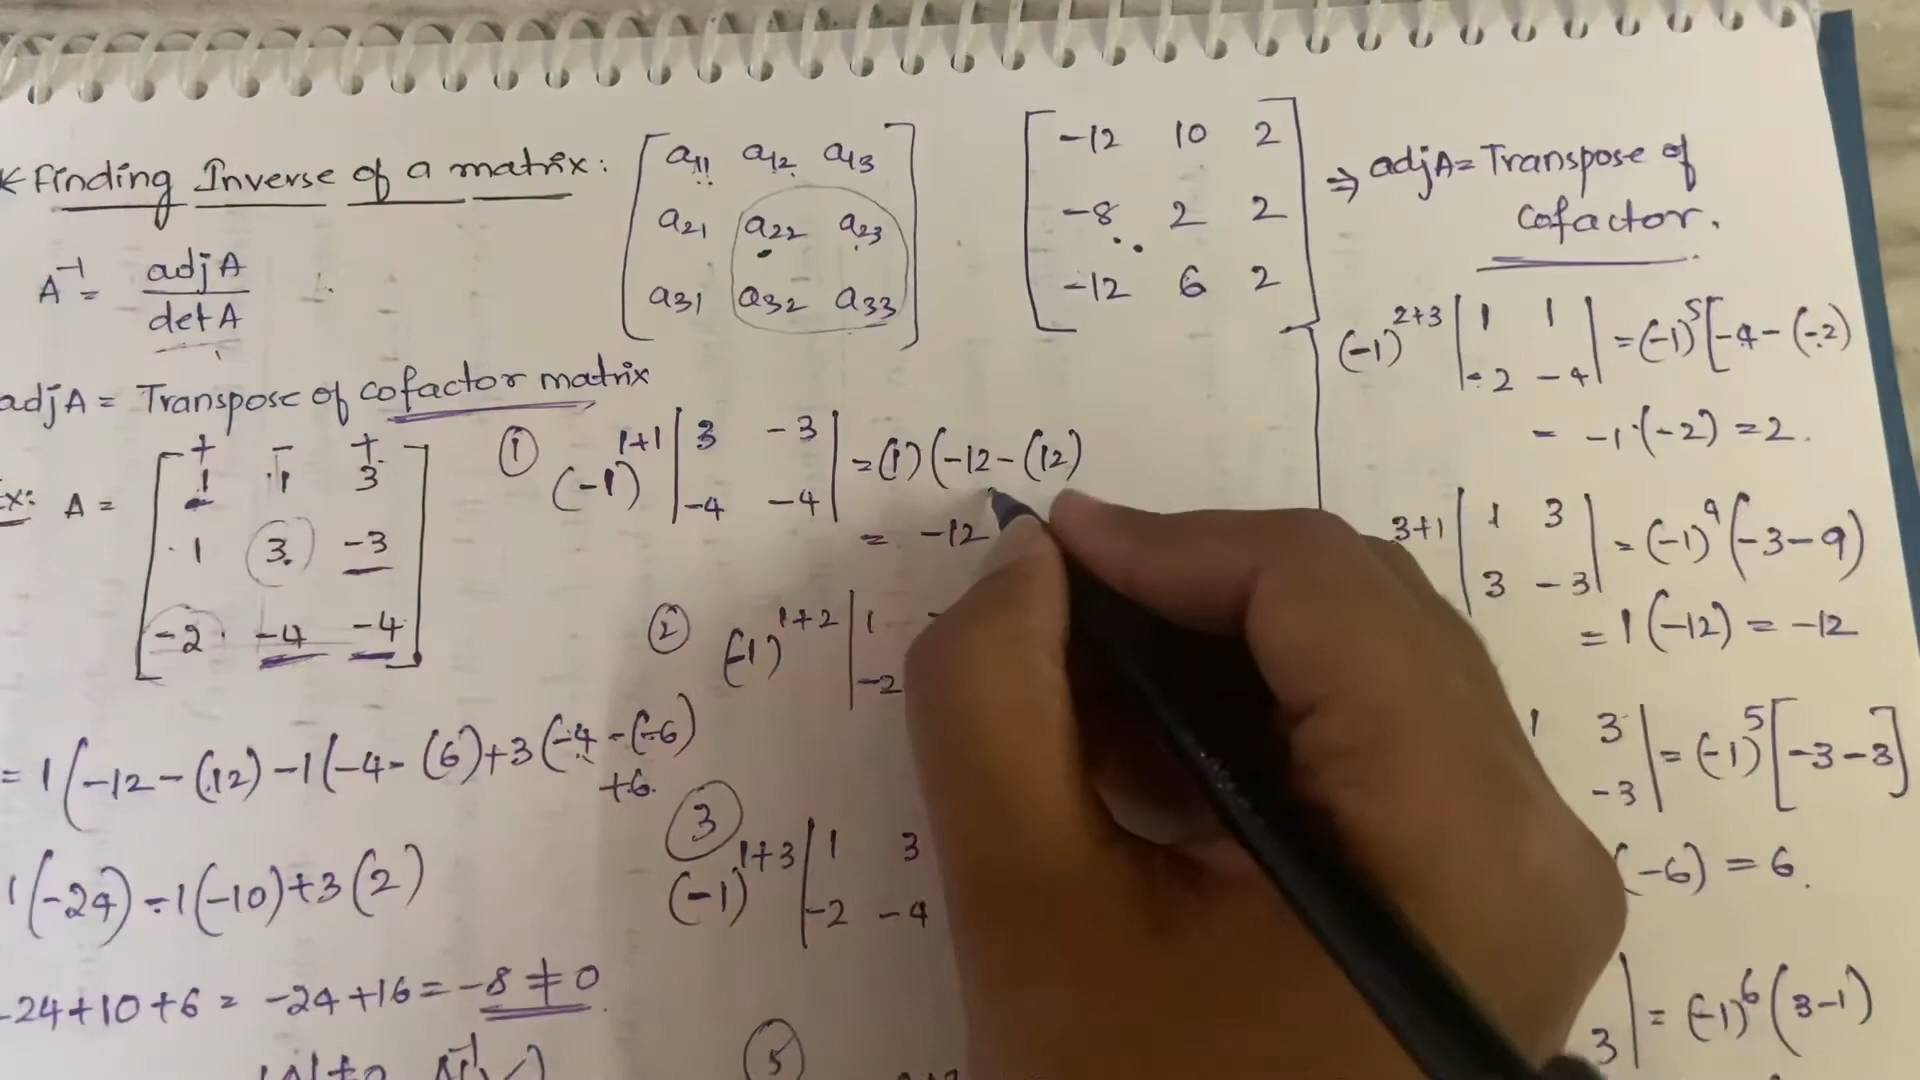 Finding Inverse of a matrix:
a11 a12 a13
a21 a22 a23
a31 a32 a33
-12 10 2
-8 2 2
-12 6 2
⇒ adjA = Transpose of
cofactor.
A⁻¹ = adj A / det A
adj A = Transpose of cofactor matrix
+ - +
Ex: A =
1 1 3
1 3 -3
-2 -4 -4
= 1(-12-(12)-1(-4-(6)+3(-4-(-6)
+6
1(-24)-1(-10)+3(2)
-24+10+6 = -24+16 = -8 ≠ 0
① (-1)^1+1 | 3 -3 | = (1)(-12-(12)
-4 -4
= -12
② (-1)^1+2 | 1
-2
③ (-1)^1+3 | 1 3
-2 -4
5
(-1)^2+3 | 1 1 | = (-1)^5 [-4-(-2)
-2 -4
= -1·(-2) = 2.
3+1 | 1 3 | = (-1)^4 (-3-9)
3 -3
= 1(-12) = -12
1 3 | = (-1)^5 [-3-3]
-3
(-6) = 6.
3 | = (-1)^6 (3-1)